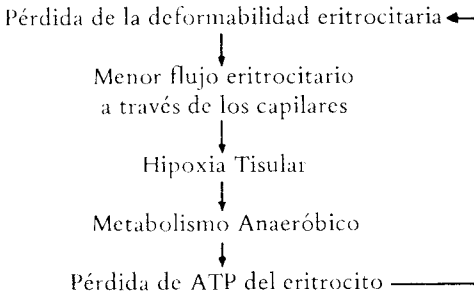 Pérdida de la deformabilidad eritrocitaria
Menor flujo eritrocitario
a través de los capilares
Hipoxia Tisular
Metabolismo Anaeróbico
Pérdida de ATP del eritrocito